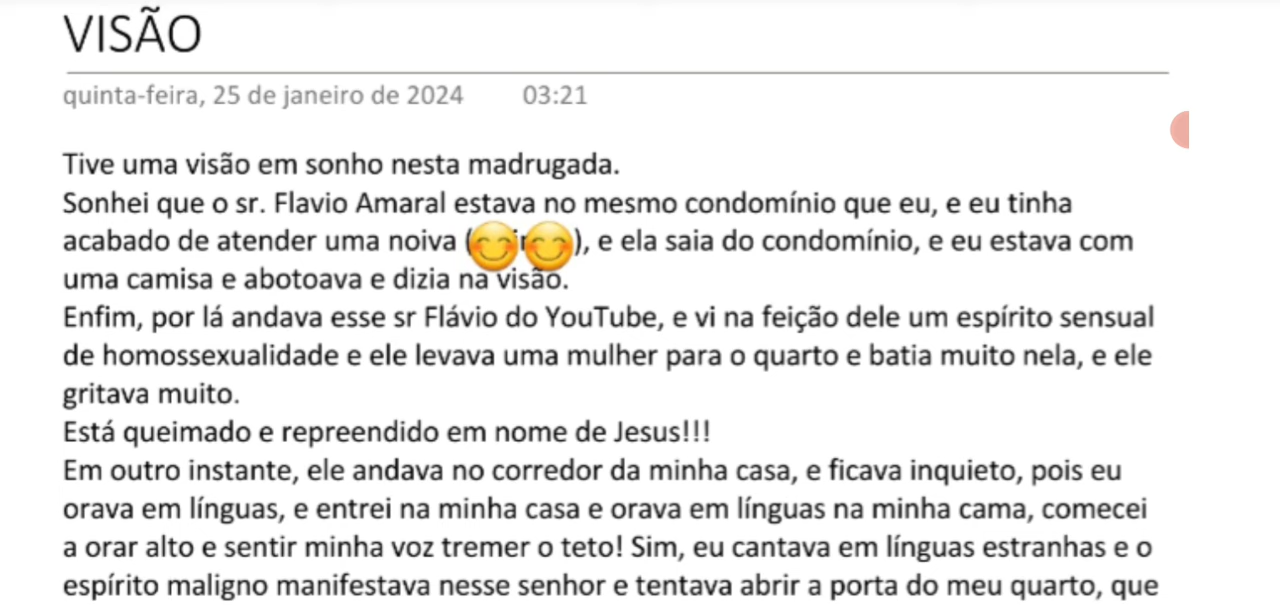 VISÃO
quinta-feira, 25 de janeiro de 2024 03:21
Tive uma visão em sonho nesta madrugada.
Sonhei que o sr. Flavio Amaral estava no mesmo condomínio que eu, e eu tinha
acabado de atender uma noiva ( ), e ela saia do condomínio, e eu estava com
uma camisa e abotoava e dizia na visão.
Enfim, por lá andava esse sr Flávio do YouTube, e vi na feição dele um espírito sensual
de homossexualidade e ele levava uma mulher para o quarto e batia muito nela, e ele
gritava muito.
Está queimado e repreendido em nome de Jesus!!!
Em outro instante, ele andava no corredor da minha casa, e ficava inquieto, pois eu
orava em línguas, e entrei na minha casa e orava em línguas na minha cama, comecei
a orar alto e sentir minha voz tremer o teto! Sim, eu cantava em línguas estranhas e o
espírito maligno manifestava nesse senhor e tentava abrir a porta do meu quarto, que